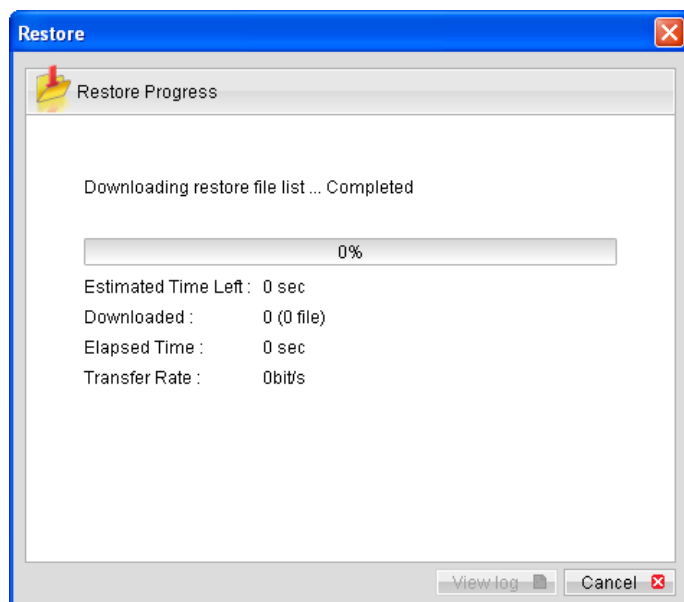 Restore
Restore Progress
Downloading restore file list ... Completed
0%
Estimated Time Left : 0 sec
Downloaded : 0 (0 file)
Elapsed Time : 0 sec
Transfer Rate : 0bit/s
View log Cancel